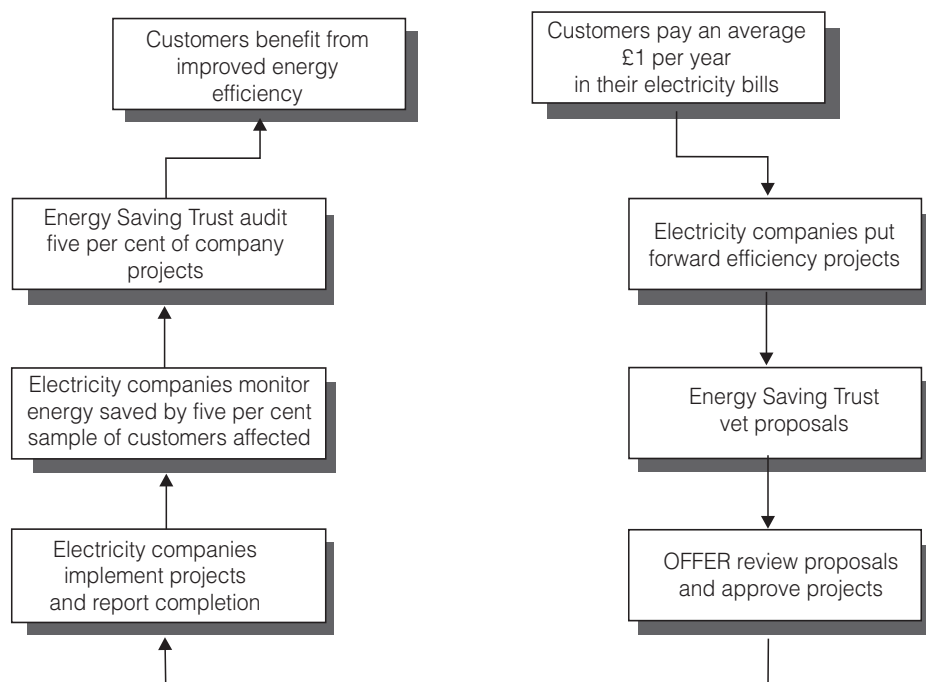 Customers benefit from
improved energy
efficiency
Customers pay an average
£1 per year
in their electricity bills
Energy Saving Trust audit
five per cent of company
projects
Electricity companies put
forward efficiency projects
Electricity companies monitor
energy saved by five per cent
sample of customers affected
Energy Saving Trust
vet proposals
Electricity companies
implement projects
and report completion
OFFER review proposals
and approve projects